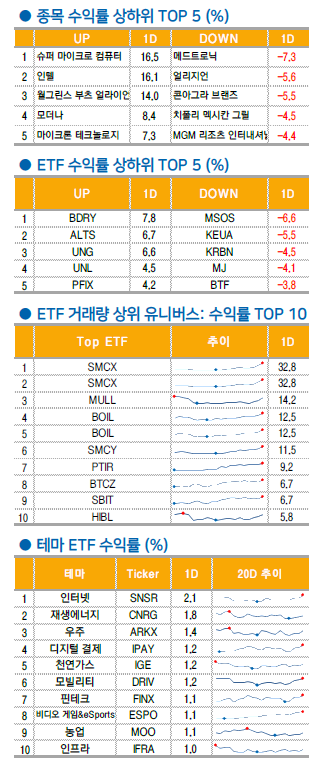 ● 종목 수익률 상하위 TOP 5 (%)
UP 1D DOWN 1D
1 슈퍼 마이크로 컴퓨터 16.5 메드트로닉 -7.3
2 인텔 16.1 얼리지언 -5.6
3 월그린스 부츠 얼라이언 14.0 콘아그라 브랜즈 -5.5
4 모더나 8.4 치폴리 멕시칸 그릴 -4.5
5 마이크론 테크놀로지 7.3 MGM 리조츠 인터내셔널 -4.4
● ETF 수익률 상하위 TOP 5 (%)
UP 1D DOWN 1D
1 BDRY 7.8 MSOS -6.6
2 ALTS 6.7 KEUA -5.5
3 UNG 6.6 KRBN -4.5
4 UNL 4.5 MJ -4.1
5 PFIX 4.2 BTF -3.8
● ETF 거래량 상위 유니버스: 수익률 TOP 10
Top ETF 추이 1D
1 SMCX 32.8
2 SMCX 32.8
3 MULL 14.2
4 BOIL 12.5
5 BOIL 12.5
6 SMCY 11.5
7 PTIR 9.2
8 BTCZ 6.7
9 SBIT 6.7
10 HIBL 5.8
● 테마 ETF 수익률 (%)
테마 Ticker 1D 20D 추이
1 인터넷 SNSR 2.1
2 재생에너지 CNRG 1.8
3 우주 ARKX 1.4
4 디지털 결제 IPAY 1.2
5 천연가스 IGE 1.2
6 모빌리티 DRIV 1.2
7 핀테크 FINX 1.1
8 비디오 게임&eSports ESPO 1.1
9 농업 MOO 1.1
10 인프라 IFRA 1.0